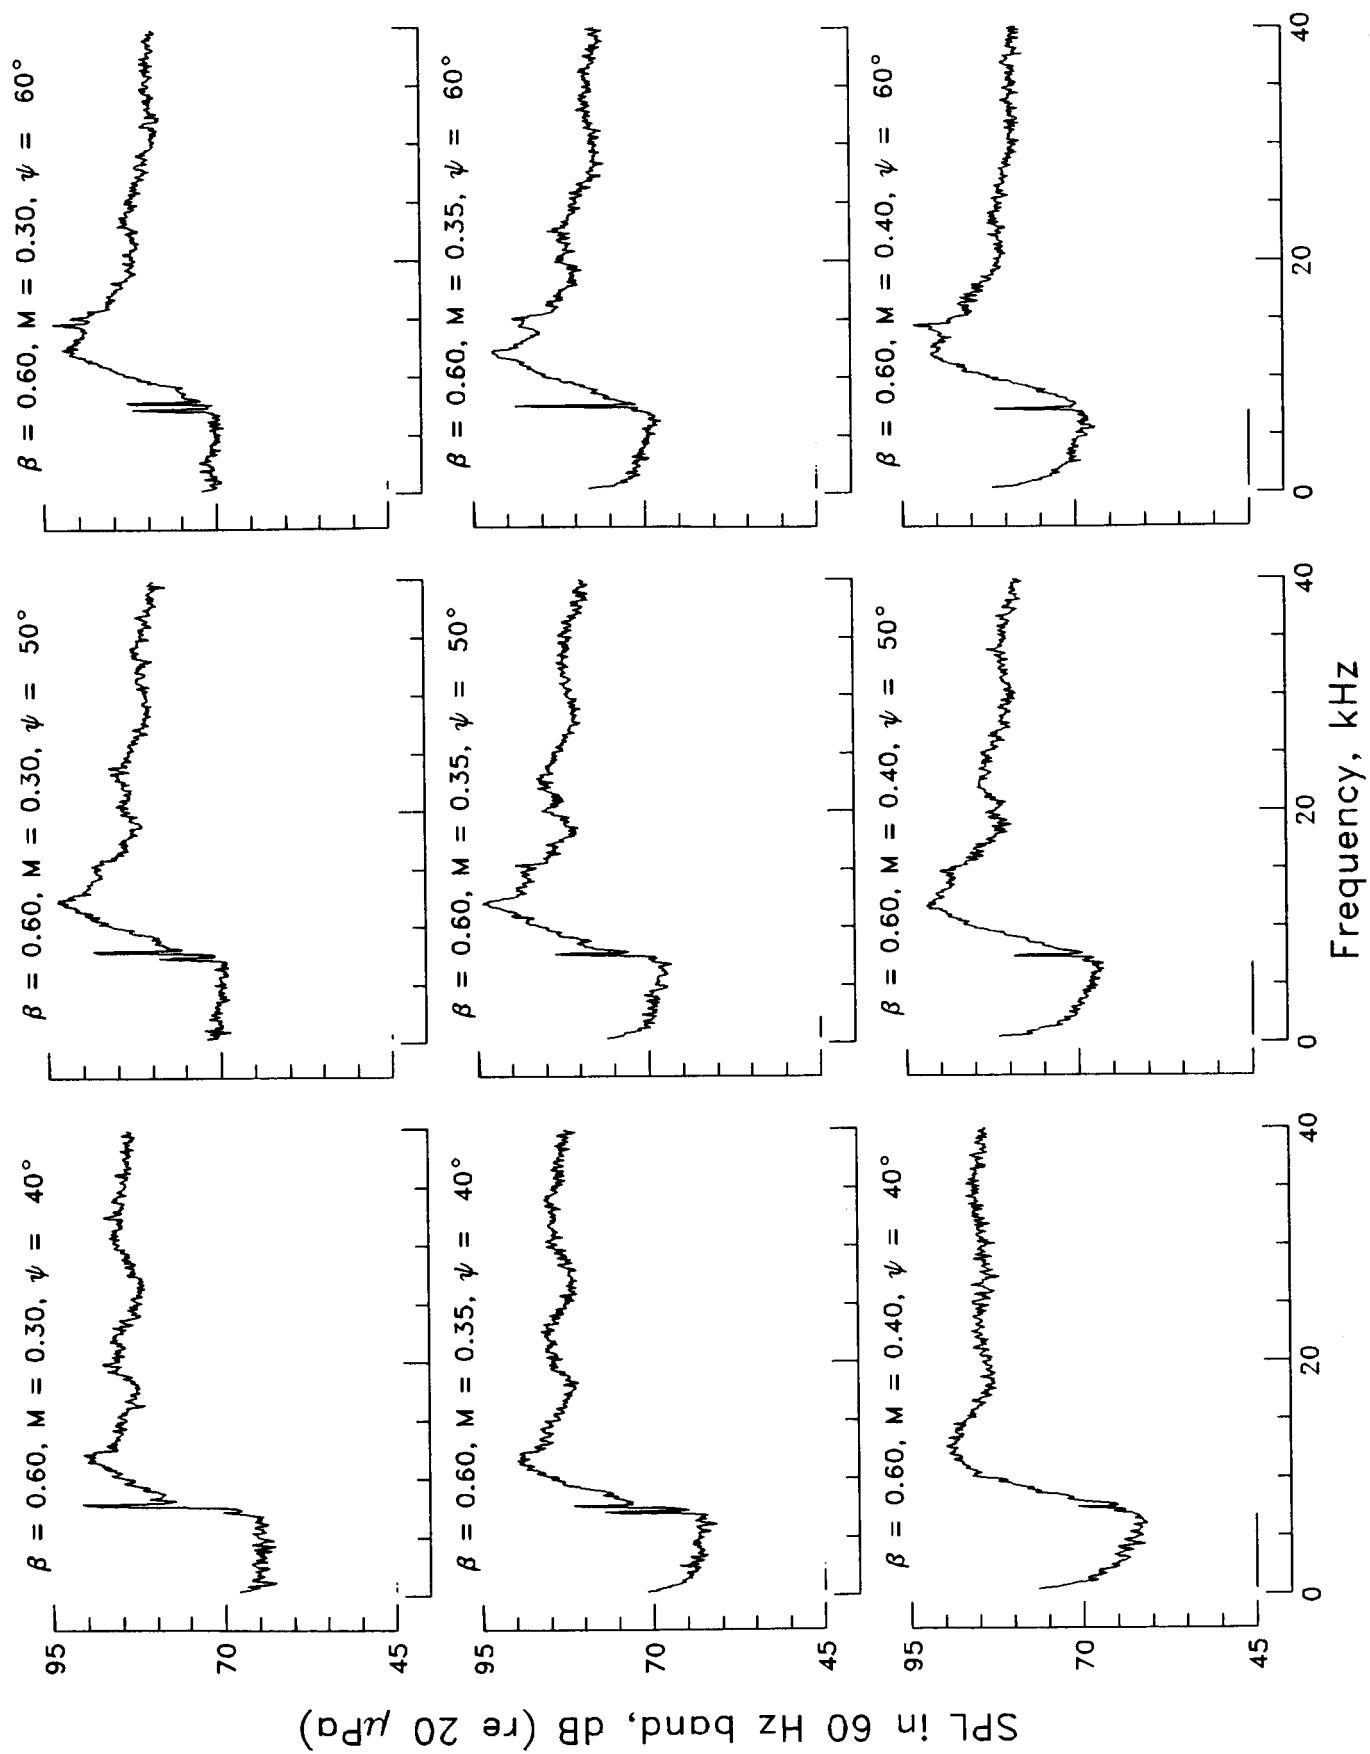 SPL in 60 Hz band, dB (re 20 μPa)
β = 0.60, M = 0.30, ψ = 40°
β = 0.60, M = 0.30, ψ = 50°
β = 0.60, M = 0.30, ψ = 60°
95
70
45
β = 0.60, M = 0.35, ψ = 40°
β = 0.60, M = 0.35, ψ = 50°
β = 0.60, M = 0.35, ψ = 60°
95
70
45
β = 0.60, M = 0.40, ψ = 40°
β = 0.60, M = 0.40, ψ = 50°
β = 0.60, M = 0.40, ψ = 60°
95
70
45
0 20 40 0 20 40 0 20 40
Frequency, kHz